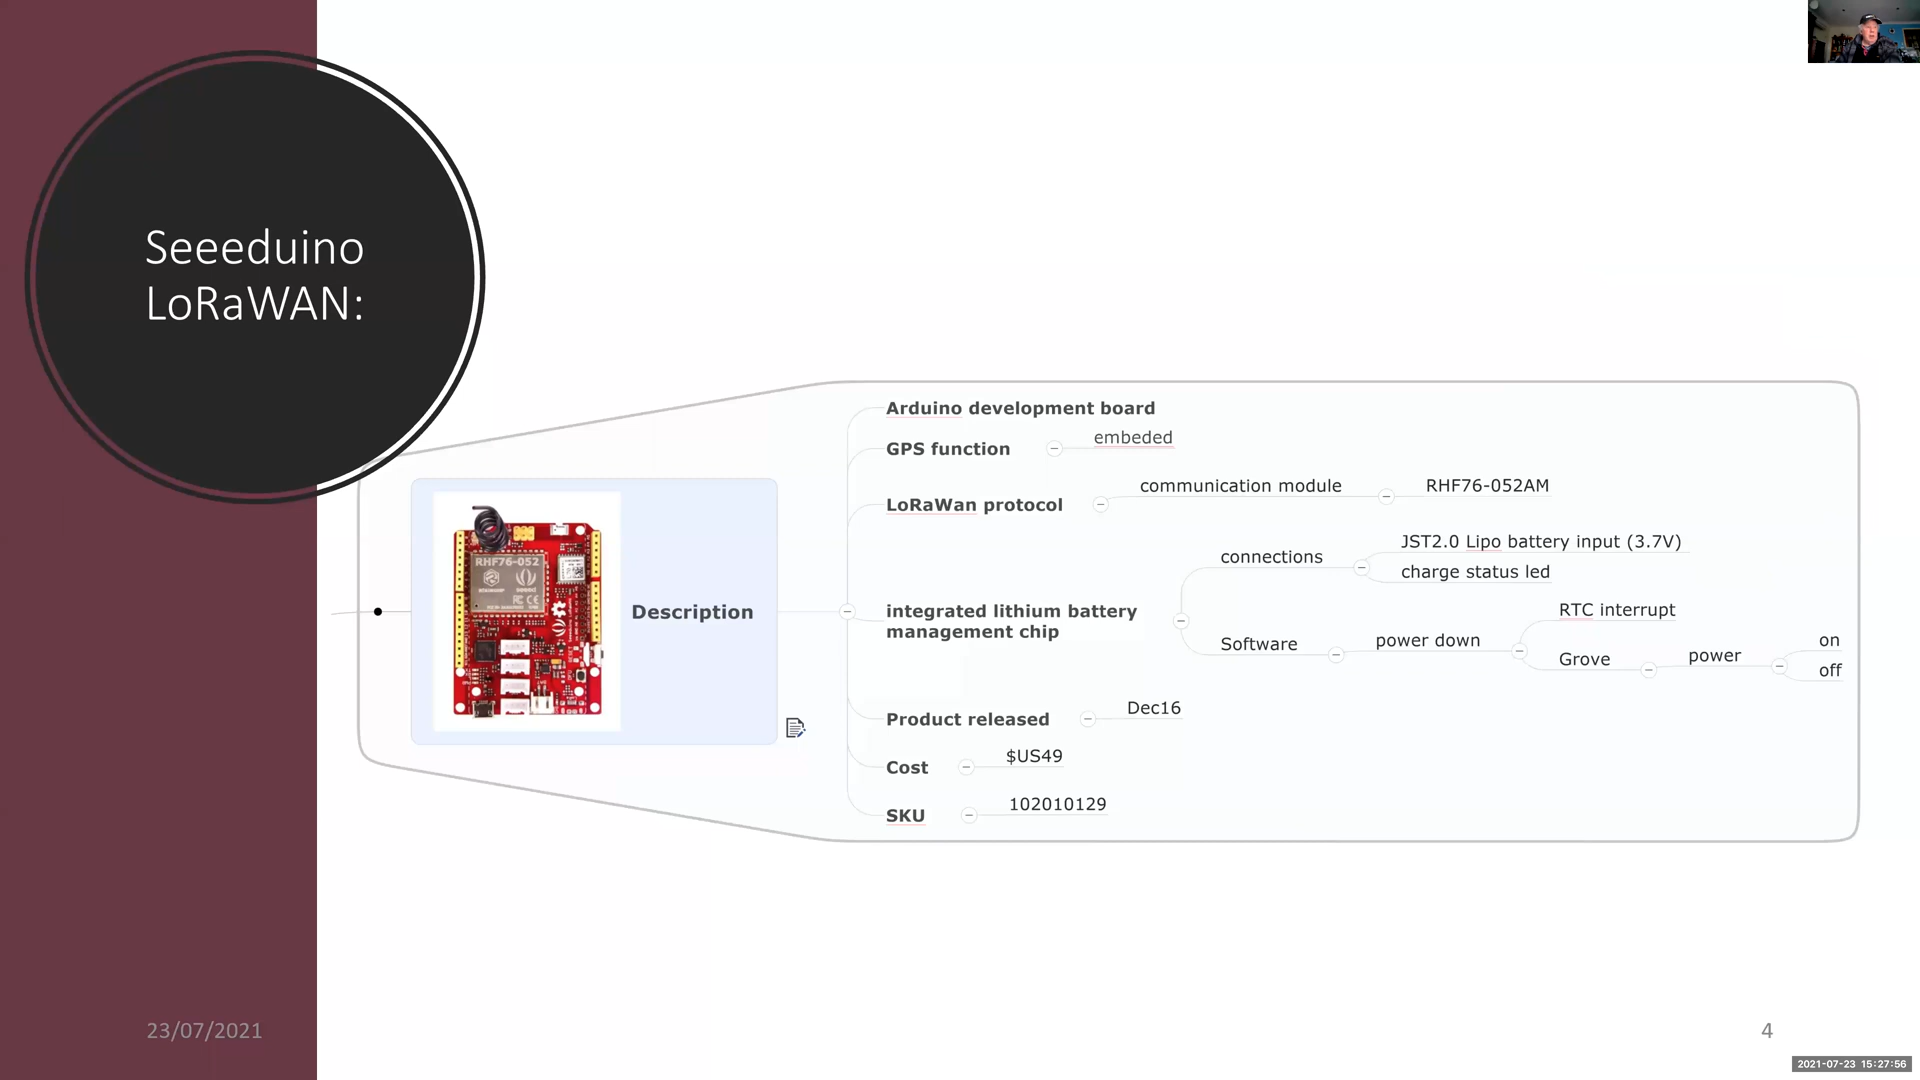 Seeeduino
LoRaWAN:
Arduino development board
GPS function
embeded
LoRaWan protocol
communication module
RHF76-052AM
integrated lithium battery
management chip
connections
JST2.0 Lipo battery input (3.7V)
charge status led
Software
power down
RTC interrupt
Grove
power
on
off
Product released
Dec16
Cost
$US49
SKU
102010129
Description
RHF76-052
seeed
23/07/2021
4
2021-07-23 15:27:56